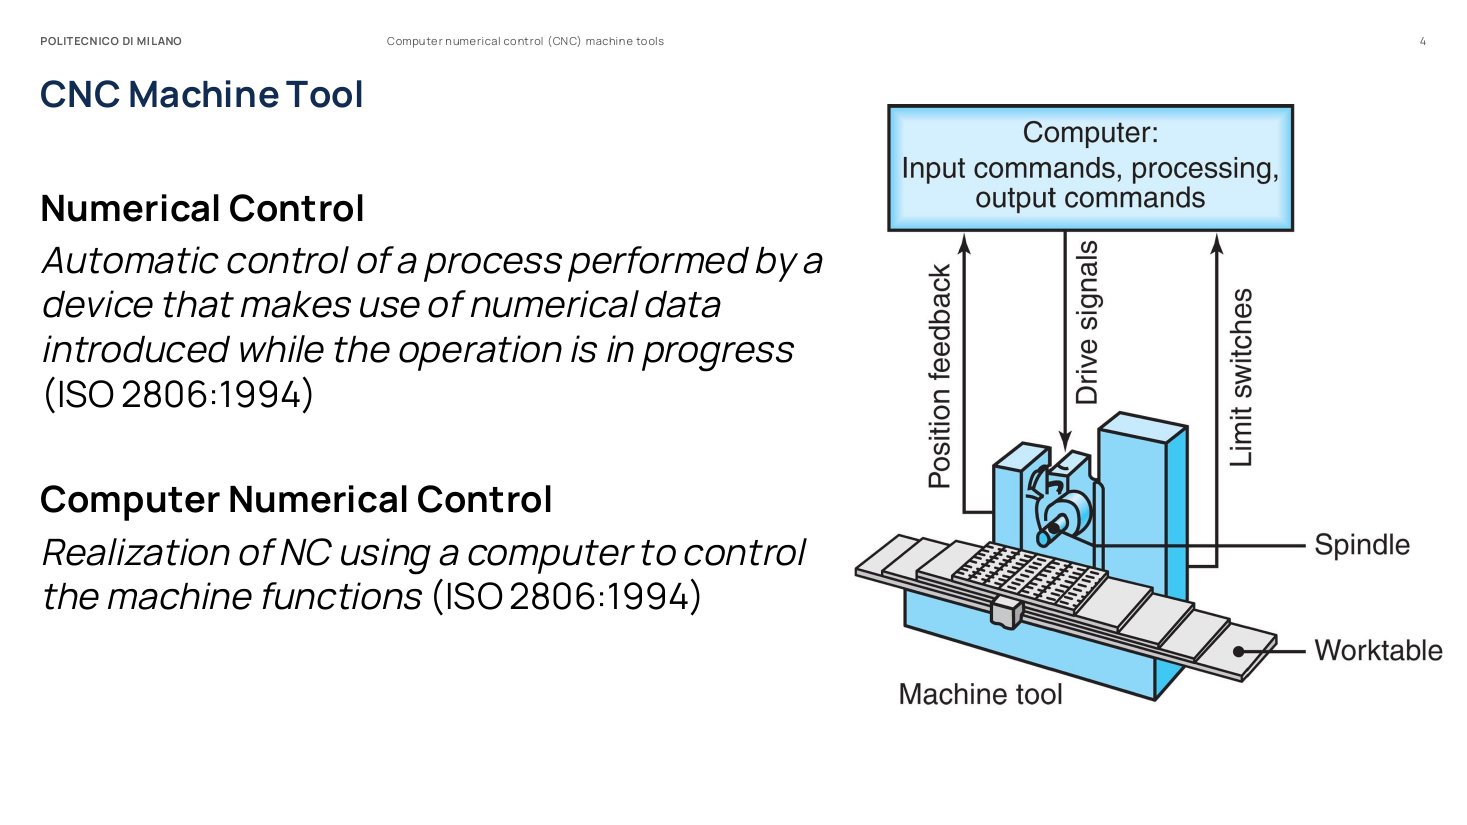 POLITECNICO DI MILANO
Computer numerical control (CNC) machine tools
4
CNC Machine Tool
Numerical Control
Automatic control of a process performed by a
device that makes use of numerical data
introduced while the operation is in progress
(ISO 2806:1994)
Computer Numerical Control
Realization of NC using a computer to control
the machine functions (ISO 2806:1994)
Computer:
Input commands, processing,
output commands
Position feedback
Drive signals
Limit switches
Spindle
Worktable
Machine tool